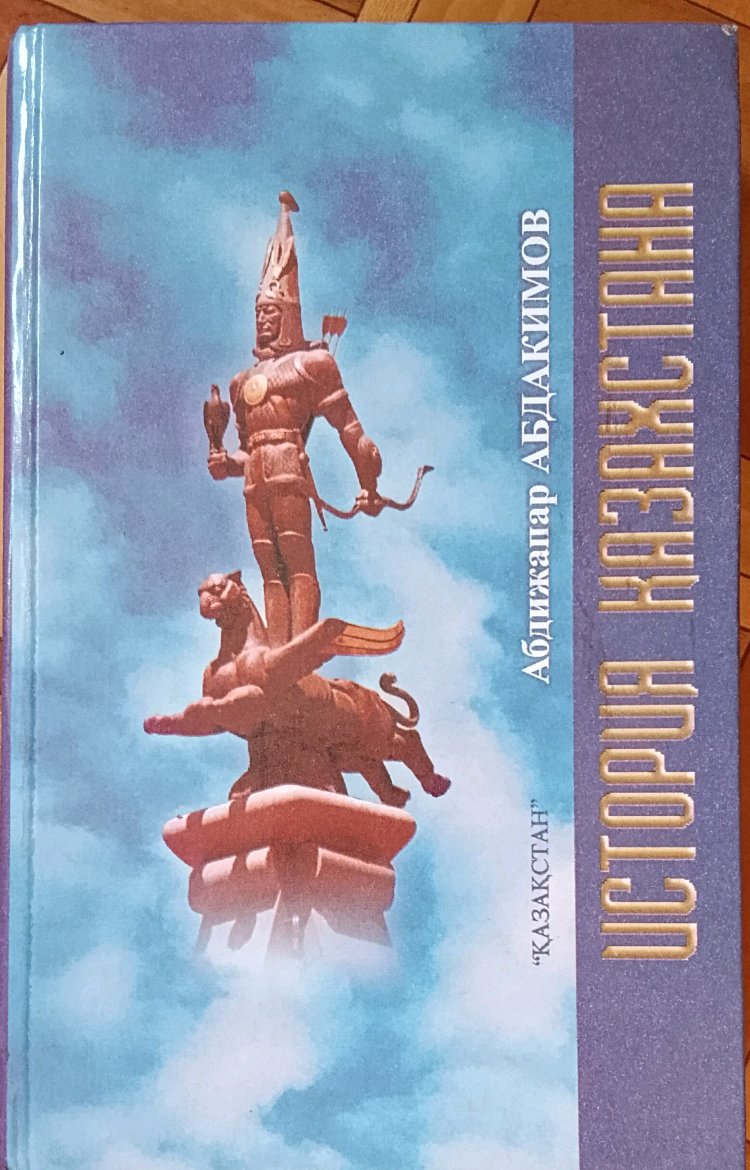 "ҚАЗАҚСТАН"
Абдижапар АБДАКИМОВ
ИСТОРИЯ КАЗАХСТАНА